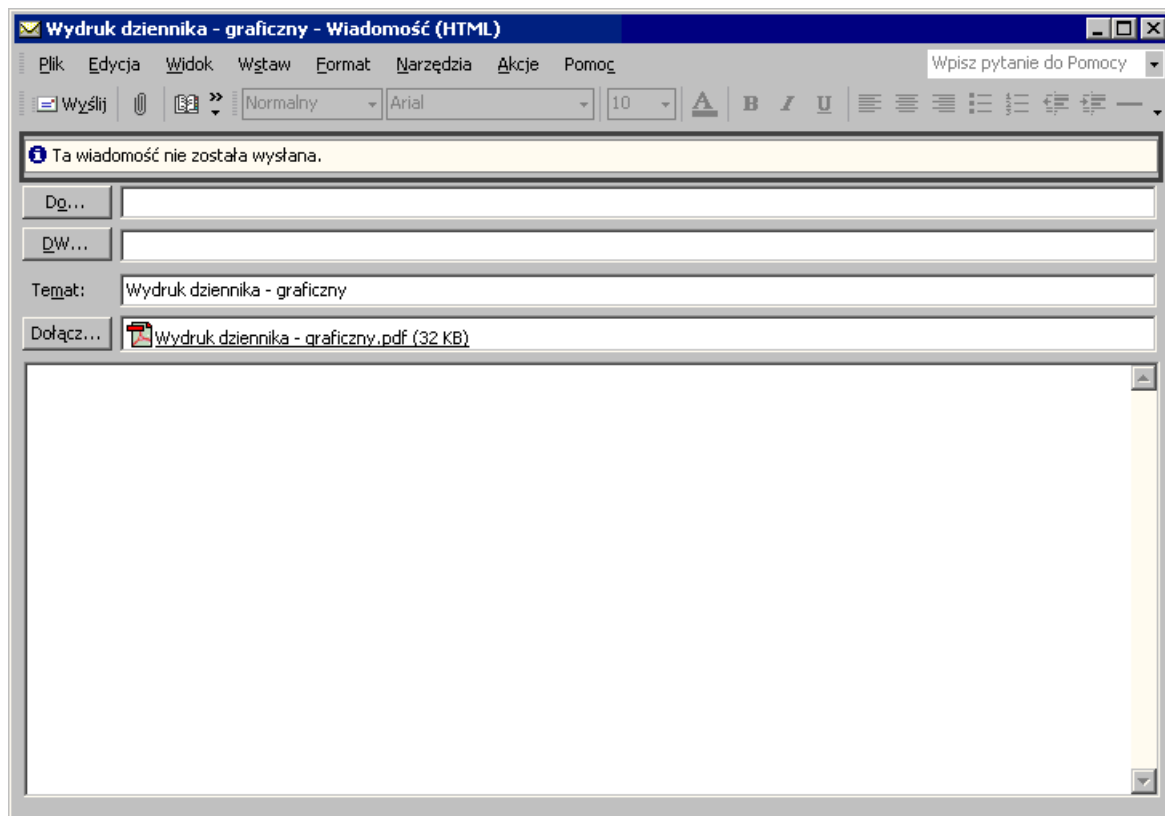 Wydruk dziennika - graficzny - Wiadomość (HTML)
Plik Edycja Widok Wstaw Format Narzędzia Akcje Pomoc Wpisz pytanie do Pomocy
Wyślij Normalny Arial 10 A B I U
Ta wiadomość nie została wysłana.
Do...
DW...
Temat: Wydruk dziennika - graficzny
Dołącz... Wydruk dziennika - graficzny.pdf (32 KB)